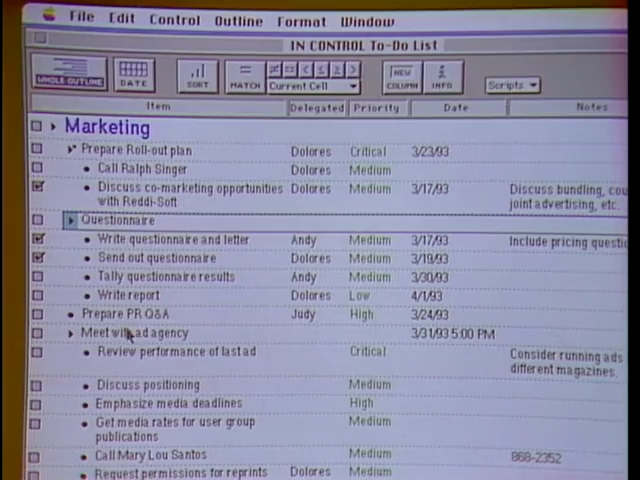 File Edit Control Outline Format Window
IN CONTROL To-Do List
WHOLE OUTLINE DATE SORT MATCH Current Cell NEW COLUMN INFO Scripts
Item Delegated Priority Date Notes
Marketing
Prepare Roll-out plan Dolores Critical 3/23/93
Call Ralph Singer Dolores Medium
Discuss co-marketing opportunities Dolores Medium 3/17/93 Discuss bundling, cou
with Reddi-Soft joint advertising, etc.
Questionnaire
Write questionnaire and letter Andy Medium 3/17/93 Include pricing questio
Send out questionnaire Dolores Medium 3/19/93
Tally questionnaire results Andy Medium 3/30/93
Write report Dolores Low 4/1/93
Prepare PR Q&A Judy High 3/24/93
Meet with ad agency 3/31/93 5:00 PM
Review performance of last ad Critical Consider running ads
different magazines.
Discuss positioning Medium
Emphasize media deadlines High
Get media rates for user group Medium
publications
Call Mary Lou Santos Medium 868-2352
Request permissions for reprints Dolores Medium